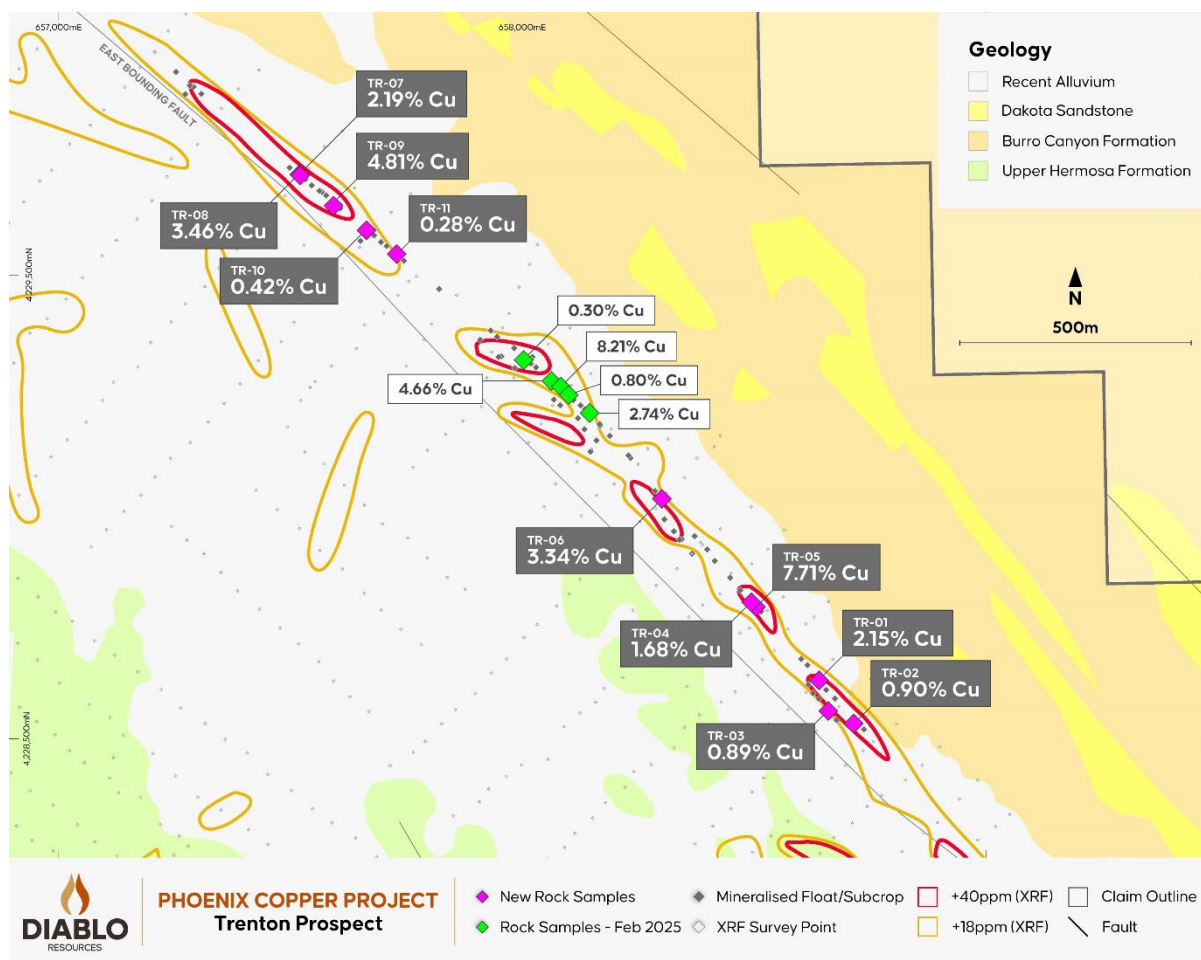 657,000mE
658,000mE
EAST BOUNDING FAULT
4,229,500mN
4,228,500mN
TR-07
2.19% Cu
TR-09
4.81% Cu
TR-08
3.46% Cu
TR-11
0.28% Cu
TR-10
0.42% Cu
0.30% Cu
8.21% Cu
4.66% Cu
0.80% Cu
2.74% Cu
TR-06
3.34% Cu
TR-05
7.71% Cu
TR-04
1.68% Cu
TR-01
2.15% Cu
TR-02
0.90% Cu
TR-03
0.89% Cu
Geology
Recent Alluvium
Dakota Sandstone
Burro Canyon Formation
Upper Hermosa Formation
N
500m
DIABLO
RESOURCES
PHOENIX COPPER PROJECT
Trenton Prospect
New Rock Samples
Rock Samples - Feb 2025
Mineralised Float/Subcrop
XRF Survey Point
+40ppm (XRF)
+18ppm (XRF)
Claim Outline
Fault